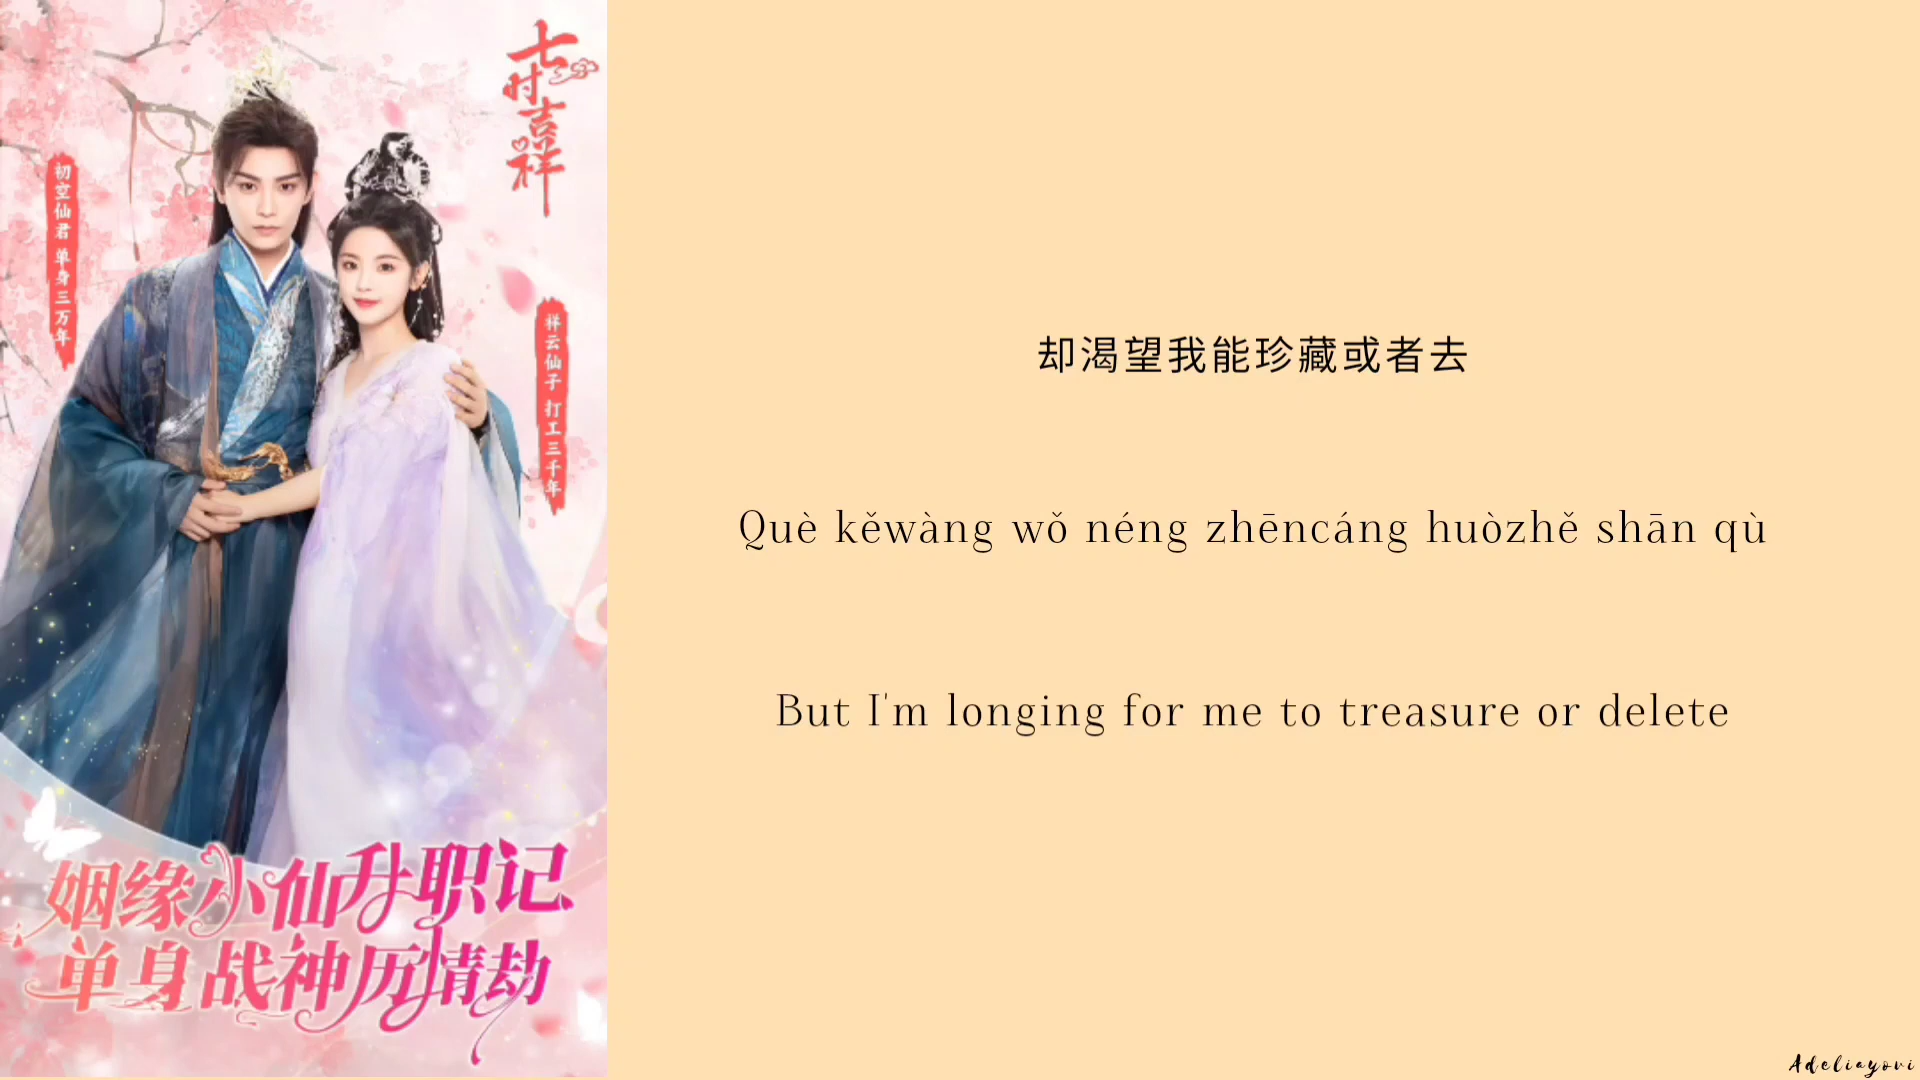 七时吉祥
初空仙君 单身三万年
祥云仙子 打工三千年
姻缘小仙升职记
单身战神历情劫
却渴望我能珍藏或者去
Què kěwàng wǒ néng zhēncáng huòzhě shān qù
But I'm longing for me to treasure or delete
Adeliayovi